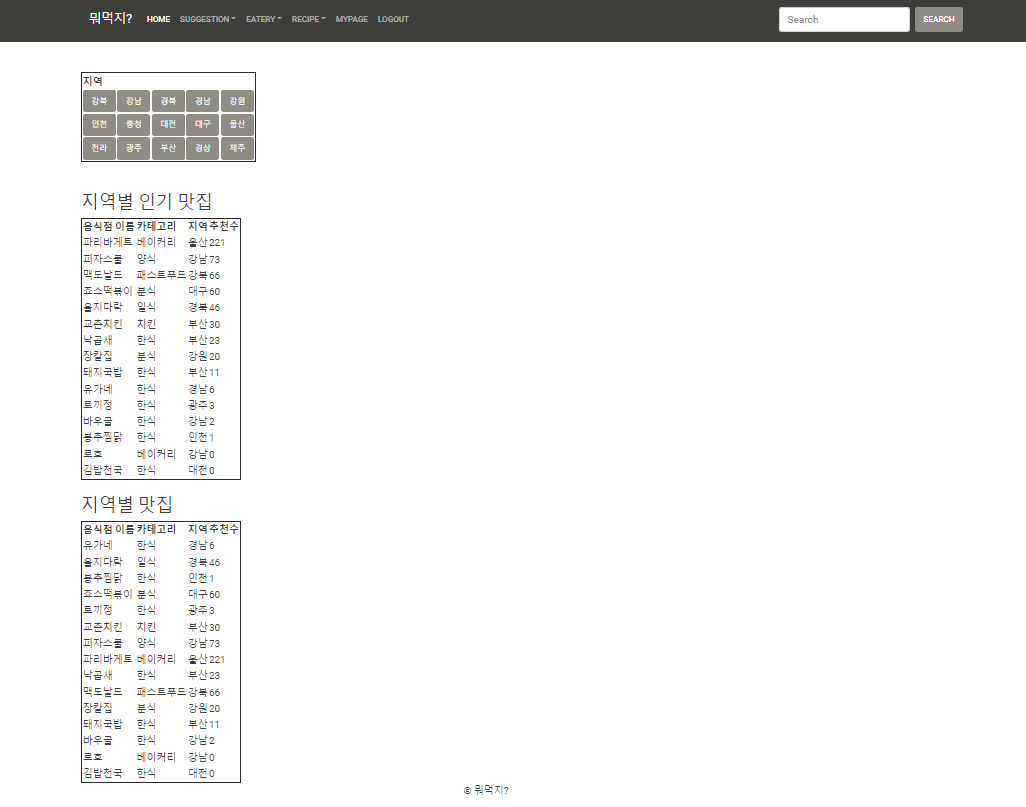 뭐먹지? HOME SUGGESTION EATERY RECIPE MYPAGE LOGOUT Search SEARCH
지역
강북 강남 경북 경남 강원
인천 충청 대전 대구 울산
전라 광주 부산 경상 제주
지역별 인기 맛집
음식점 이름 카테고리 지역 추천수
파리바게트 베이커리 울산 221
피자스쿨 양식 강남 73
맥도날드 패스트푸드 강북 66
죠스떡볶이 분식 대구 60
을지다락 일식 경북 46
교촌치킨 치킨 부산 30
낙곱새 한식 부산 23
장칼집 분식 강원 20
돼지국밥 한식 부산 11
유가네 한식 경남 6
토끼정 한식 광주 3
바우골 한식 강남 2
봉추찜닭 한식 인천 1
르호 베이커리 강남 0
김밥천국 한식 대전 0
지역별 맛집
음식점 이름 카테고리 지역 추천수
유가네 한식 경남 6
을지다락 일식 경북 46
봉추찜닭 한식 인천 1
죠스떡볶이 분식 대구 60
토끼정 한식 광주 3
교촌치킨 치킨 부산 30
피자스쿨 양식 강남 73
파리바게트 베이커리 울산 221
낙곱새 한식 부산 23
맥도날드 패스트푸드 강북 66
장칼집 분식 강원 20
돼지국밥 한식 부산 11
바우골 한식 강남 2
르호 베이커리 강남 0
김밥천국 한식 대전 0
© 뭐먹지?